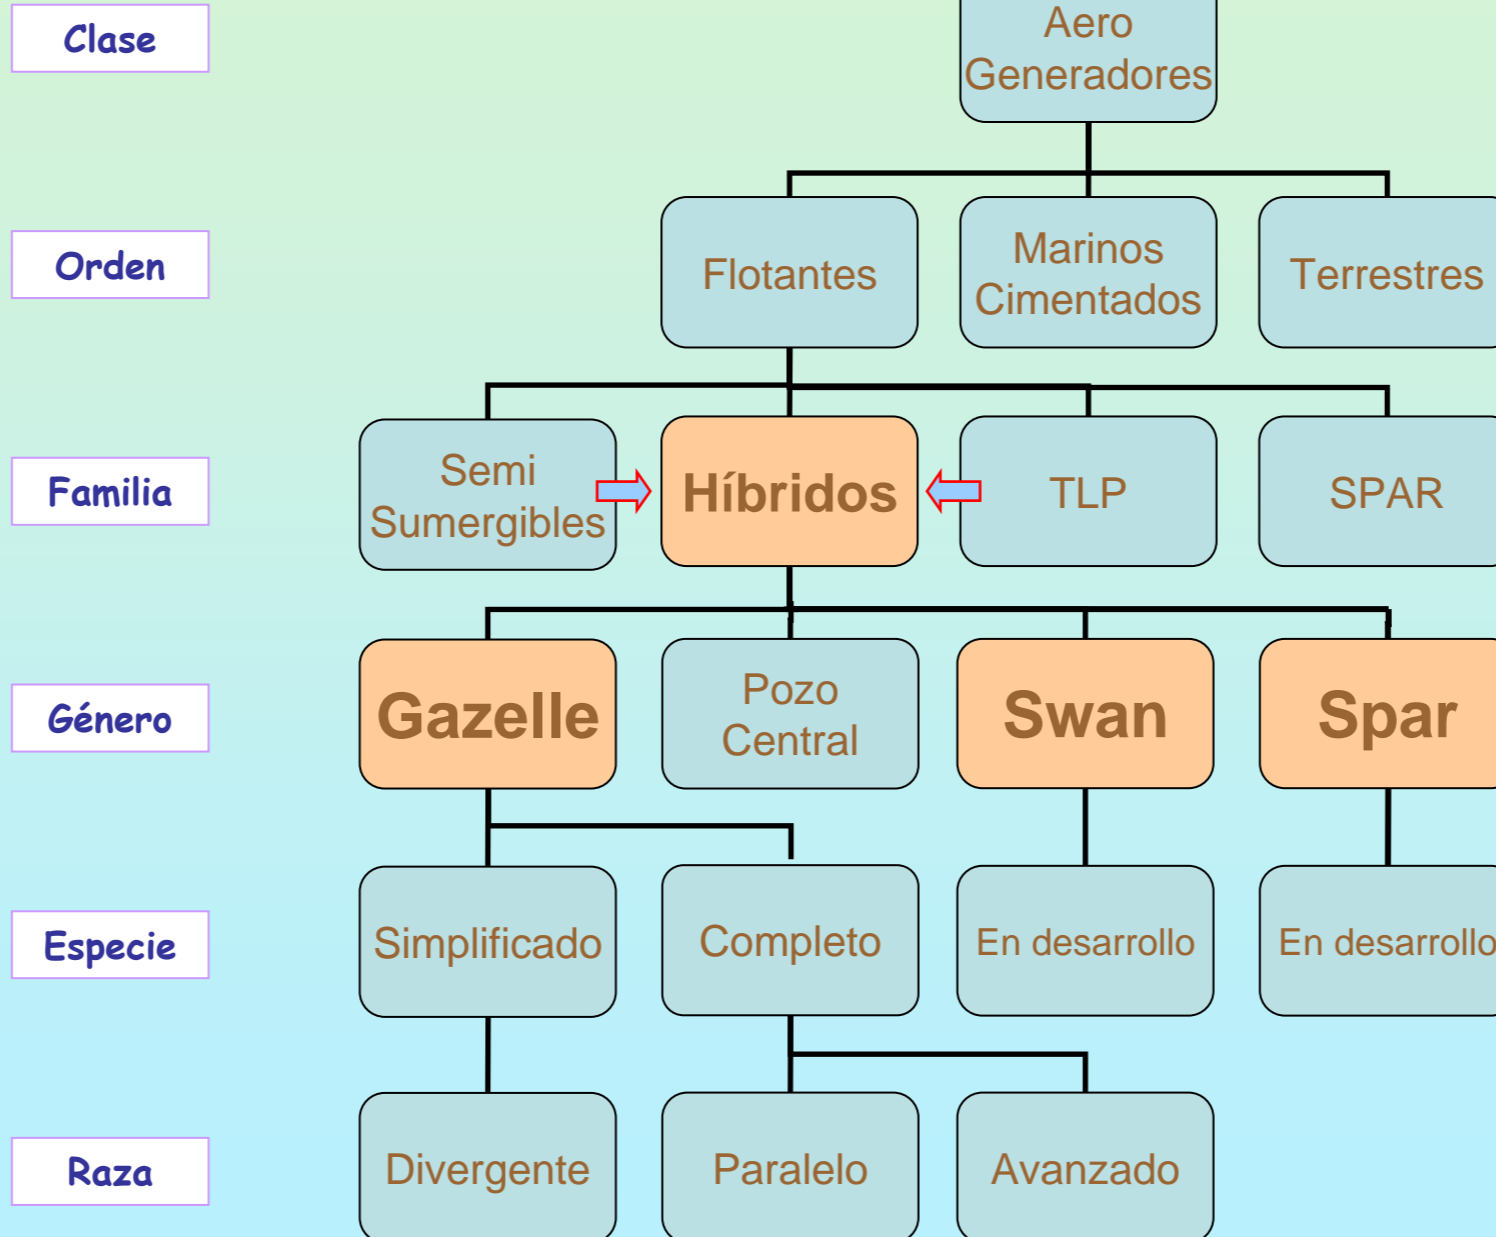 Clase
Aero
Generadores
Orden
Flotantes
Marinos
Cimentados
Terrestres
Familia
Semi
Sumergibles
Híbridos
TLP
SPAR
Género
Gazelle
Pozo
Central
Swan
Spar
Especie
Simplificado
Completo
En desarrollo
En desarrollo
Raza
Divergente
Paralelo
Avanzado